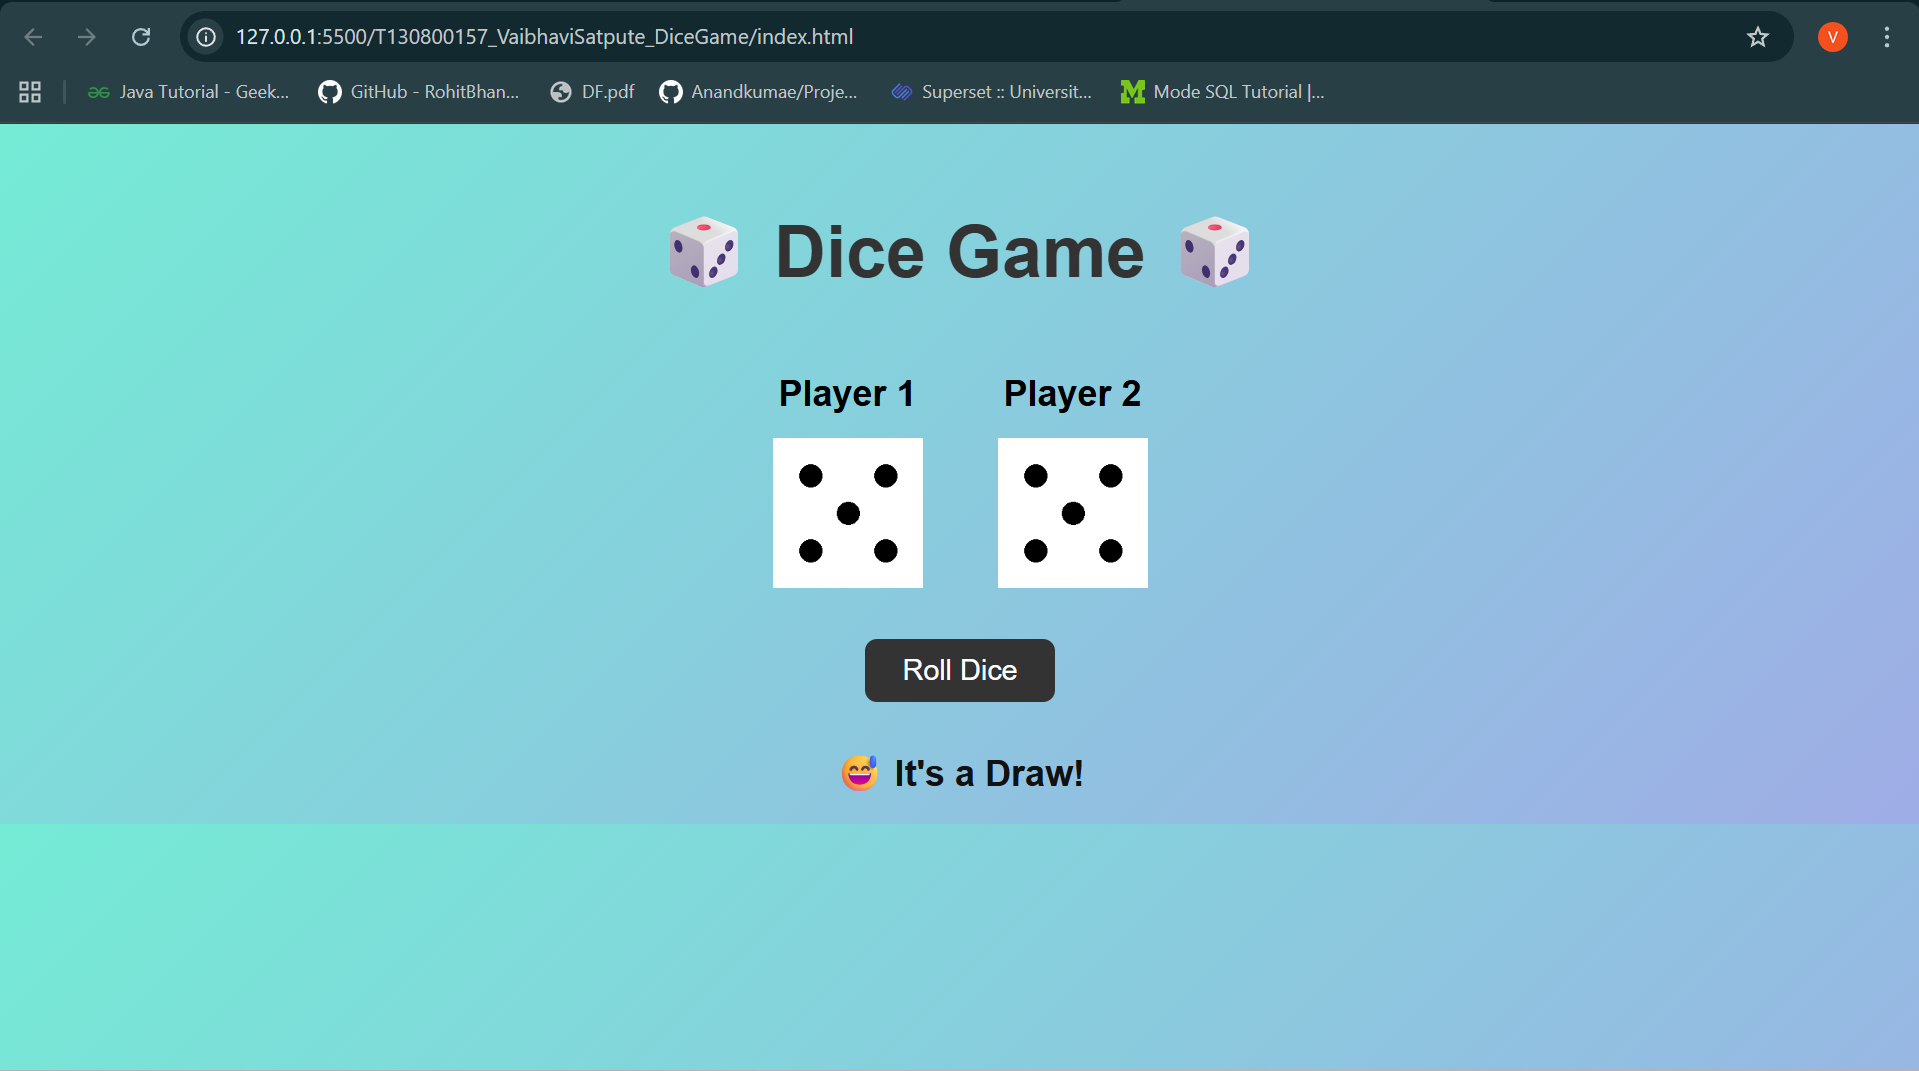 127.0.0.1:5500/T130800157_VaibhaviSatpute_DiceGame/index.html
V
Java Tutorial - Geek...
GitHub - RohitBhan...
DF.pdf
Anandkumae/Proje...
Superset :: Universit...
Mode SQL Tutorial |...
🎲 Dice Game 🎲
Player 1
Player 2
Roll Dice
😅 It's a Draw!